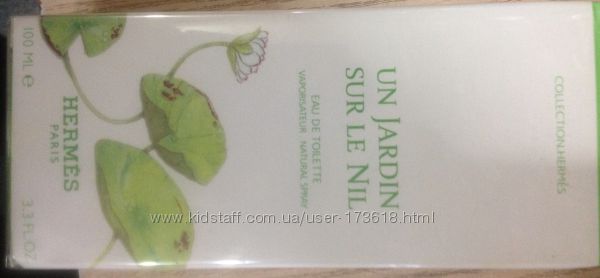 COLLECTION HERMÈS
UN JARDIN
SUR LE NIL
EAU DE TOILETTE
VAPORISATEUR . NATURAL SPRAY
100 ML ℮
HERMÈS
PARIS
3.3 FL.OZ
www.kidstaff.com.ua/user-173618.html